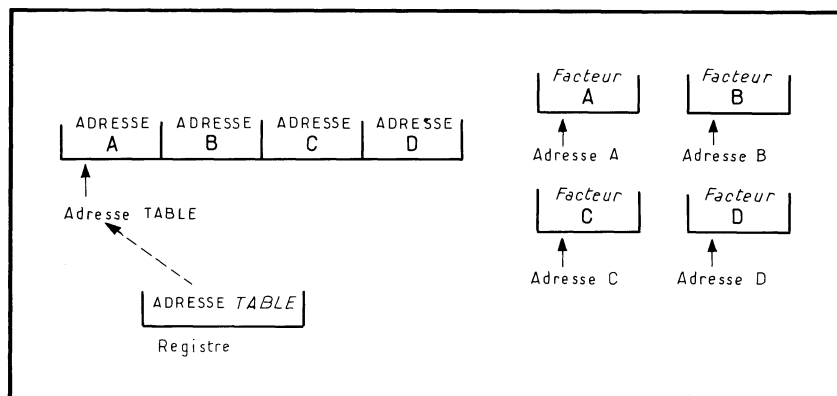 ADRESSE ADRESSE ADRESSE ADRESSE
A B C D
Adresse TABLE
ADRESSE TABLE
Registre
Facteur Facteur
A B
Adresse A Adresse B
Facteur Facteur
C D
Adresse C Adresse D